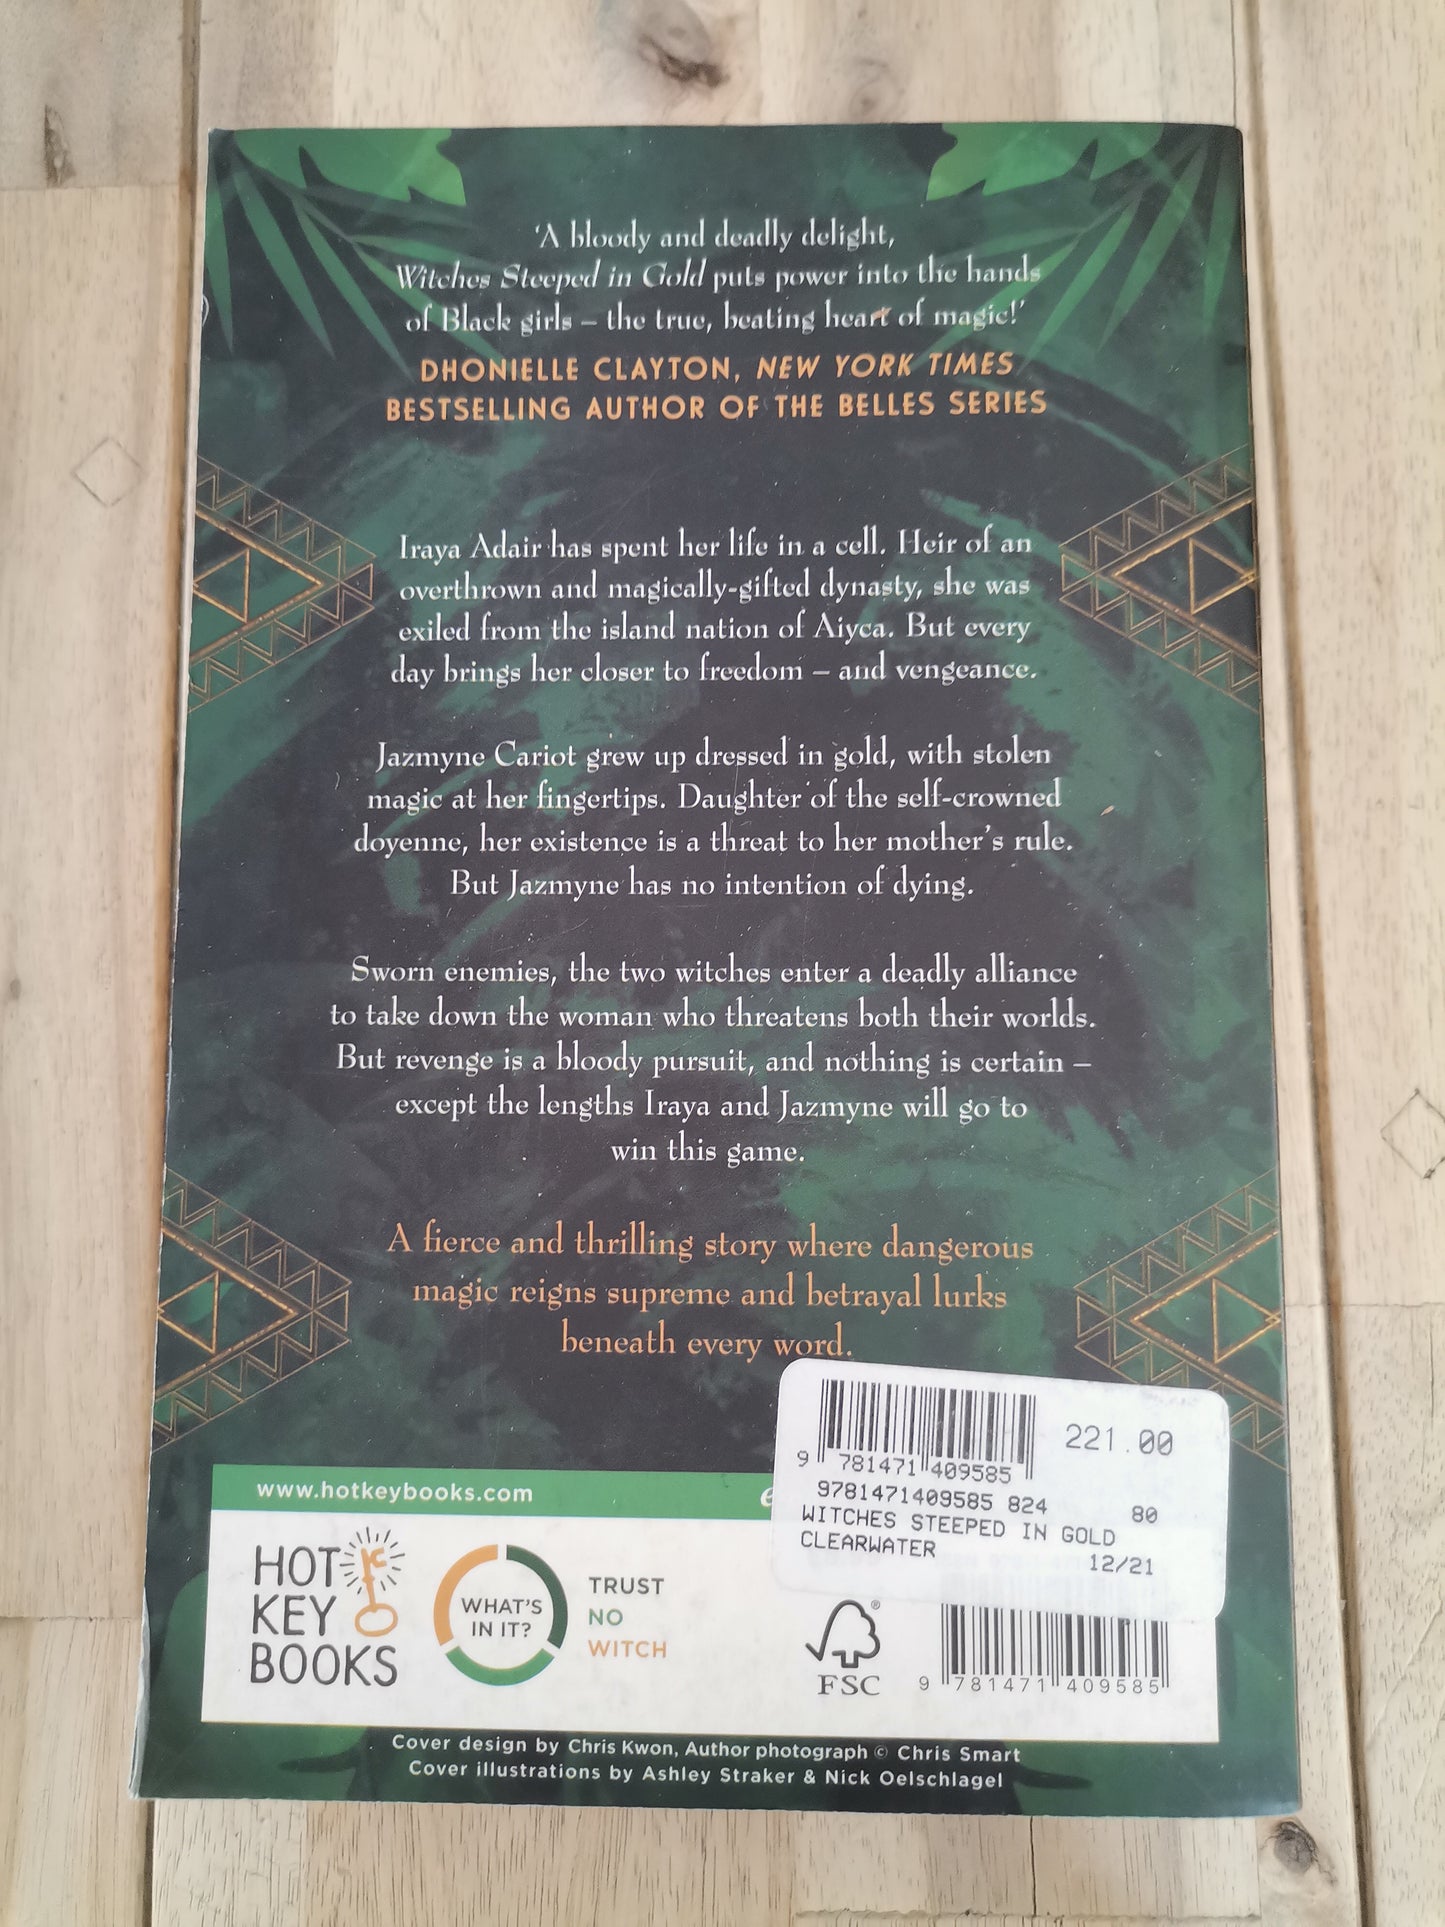 ‘A bloody and deadly delight,
Witches Steeped in Gold puts power into the hands
of Black girls – the true, beating heart of magic!’
DHONIELLE CLAYTON, NEW YORK TIMES
BESTSELLING AUTHOR OF THE BELLES SERIES
Iraya Adair has spent her life in a cell. Heir of an
overthrown and magically-gifted dynasty, she was
exiled from the island nation of Aiyca. But every
day brings her closer to freedom – and vengeance.
Jazmyne Cariot grew up dressed in gold, with stolen
magic at her fingertips. Daughter of the self-crowned
doyenne, her existence is a threat to her mother’s rule.
But Jazmyne has no intention of dying.
Sworn enemies, the two witches enter a deadly alliance
to take down the woman who threatens both their worlds.
But revenge is a bloody pursuit, and nothing is certain –
except the lengths Iraya and Jazmyne will go to
win this game.
A fierce and thrilling story where dangerous
magic reigns supreme and betrayal lurks
beneath every word.
221.00
9 781471 409585
9781471409585 824 80
WITCHES STEEPED IN GOLD
CLEARWATER 12/21
www.hotkeybooks.com
HOT
KEY
BOOKS
WHAT’S
IN IT?
TRUST
NO
WITCH
®
FSC
9 781471 409585
Cover design by Chris Kwon, Author photograph © Chris Smart
Cover illustrations by Ashley Straker & Nick Oelschlagel